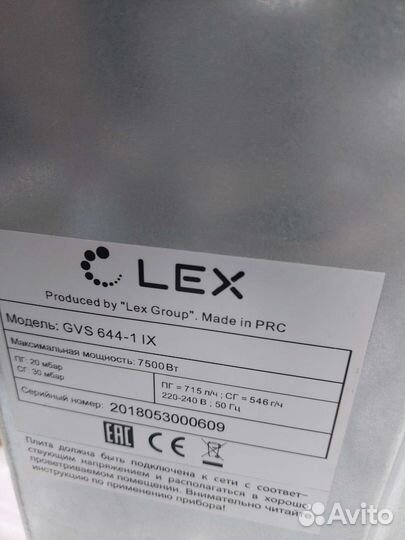 LEX
Produced by "Lex Group". Made in PRC
Модель: GVS 644-1 IX
Максимальная мощность: 7500Вт
ПГ: 20 мбар
СГ: 30 мбар
ПГ = 715 л/ч ; СГ = 546 г/ч
220-240 В ; 50 Гц
Серийный номер: 2018053000609
EAC CE
Плита должна быть подключена к сети с соответ-
ствующим напряжением и располагаться в хорошо
проветриваемом помещении. Внимательно читайте
инструкцию по применению прибора!
Avito